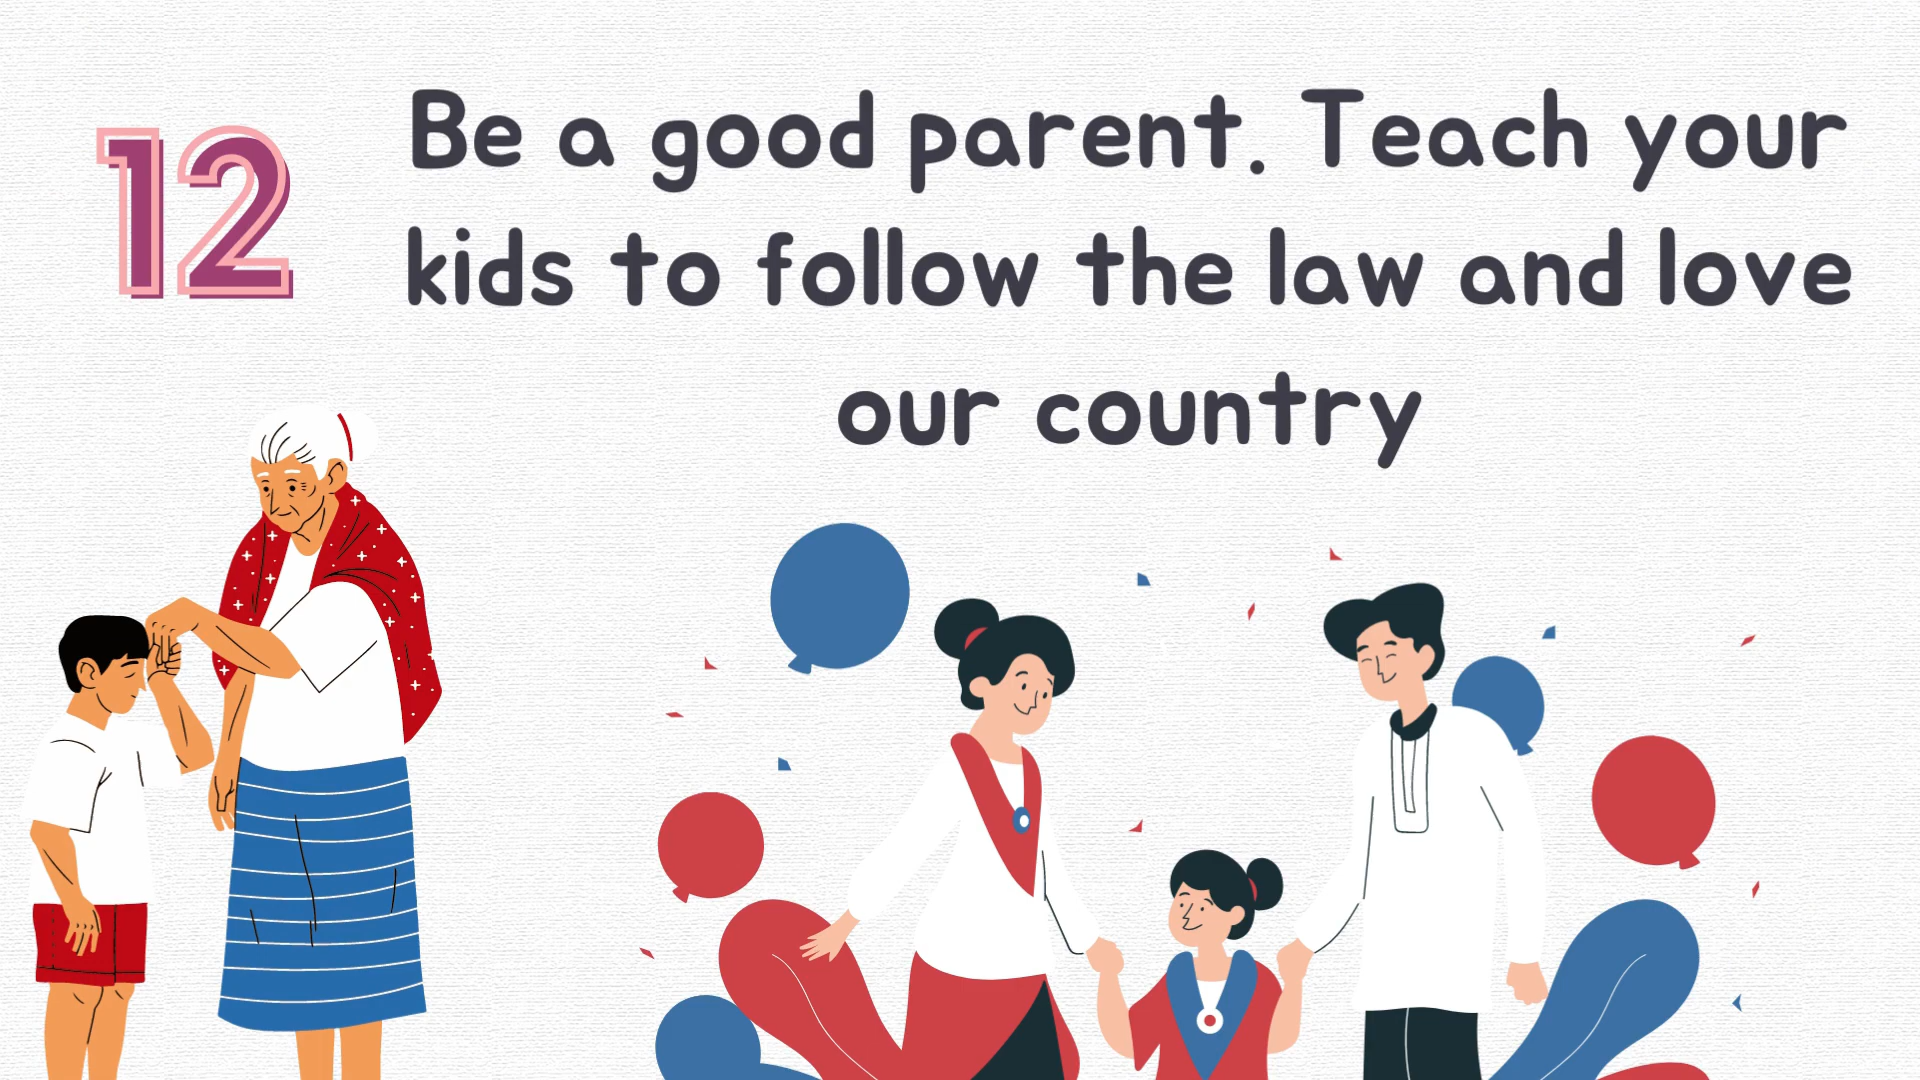 12
Be a good parent. Teach your
kids to follow the law and love
our country